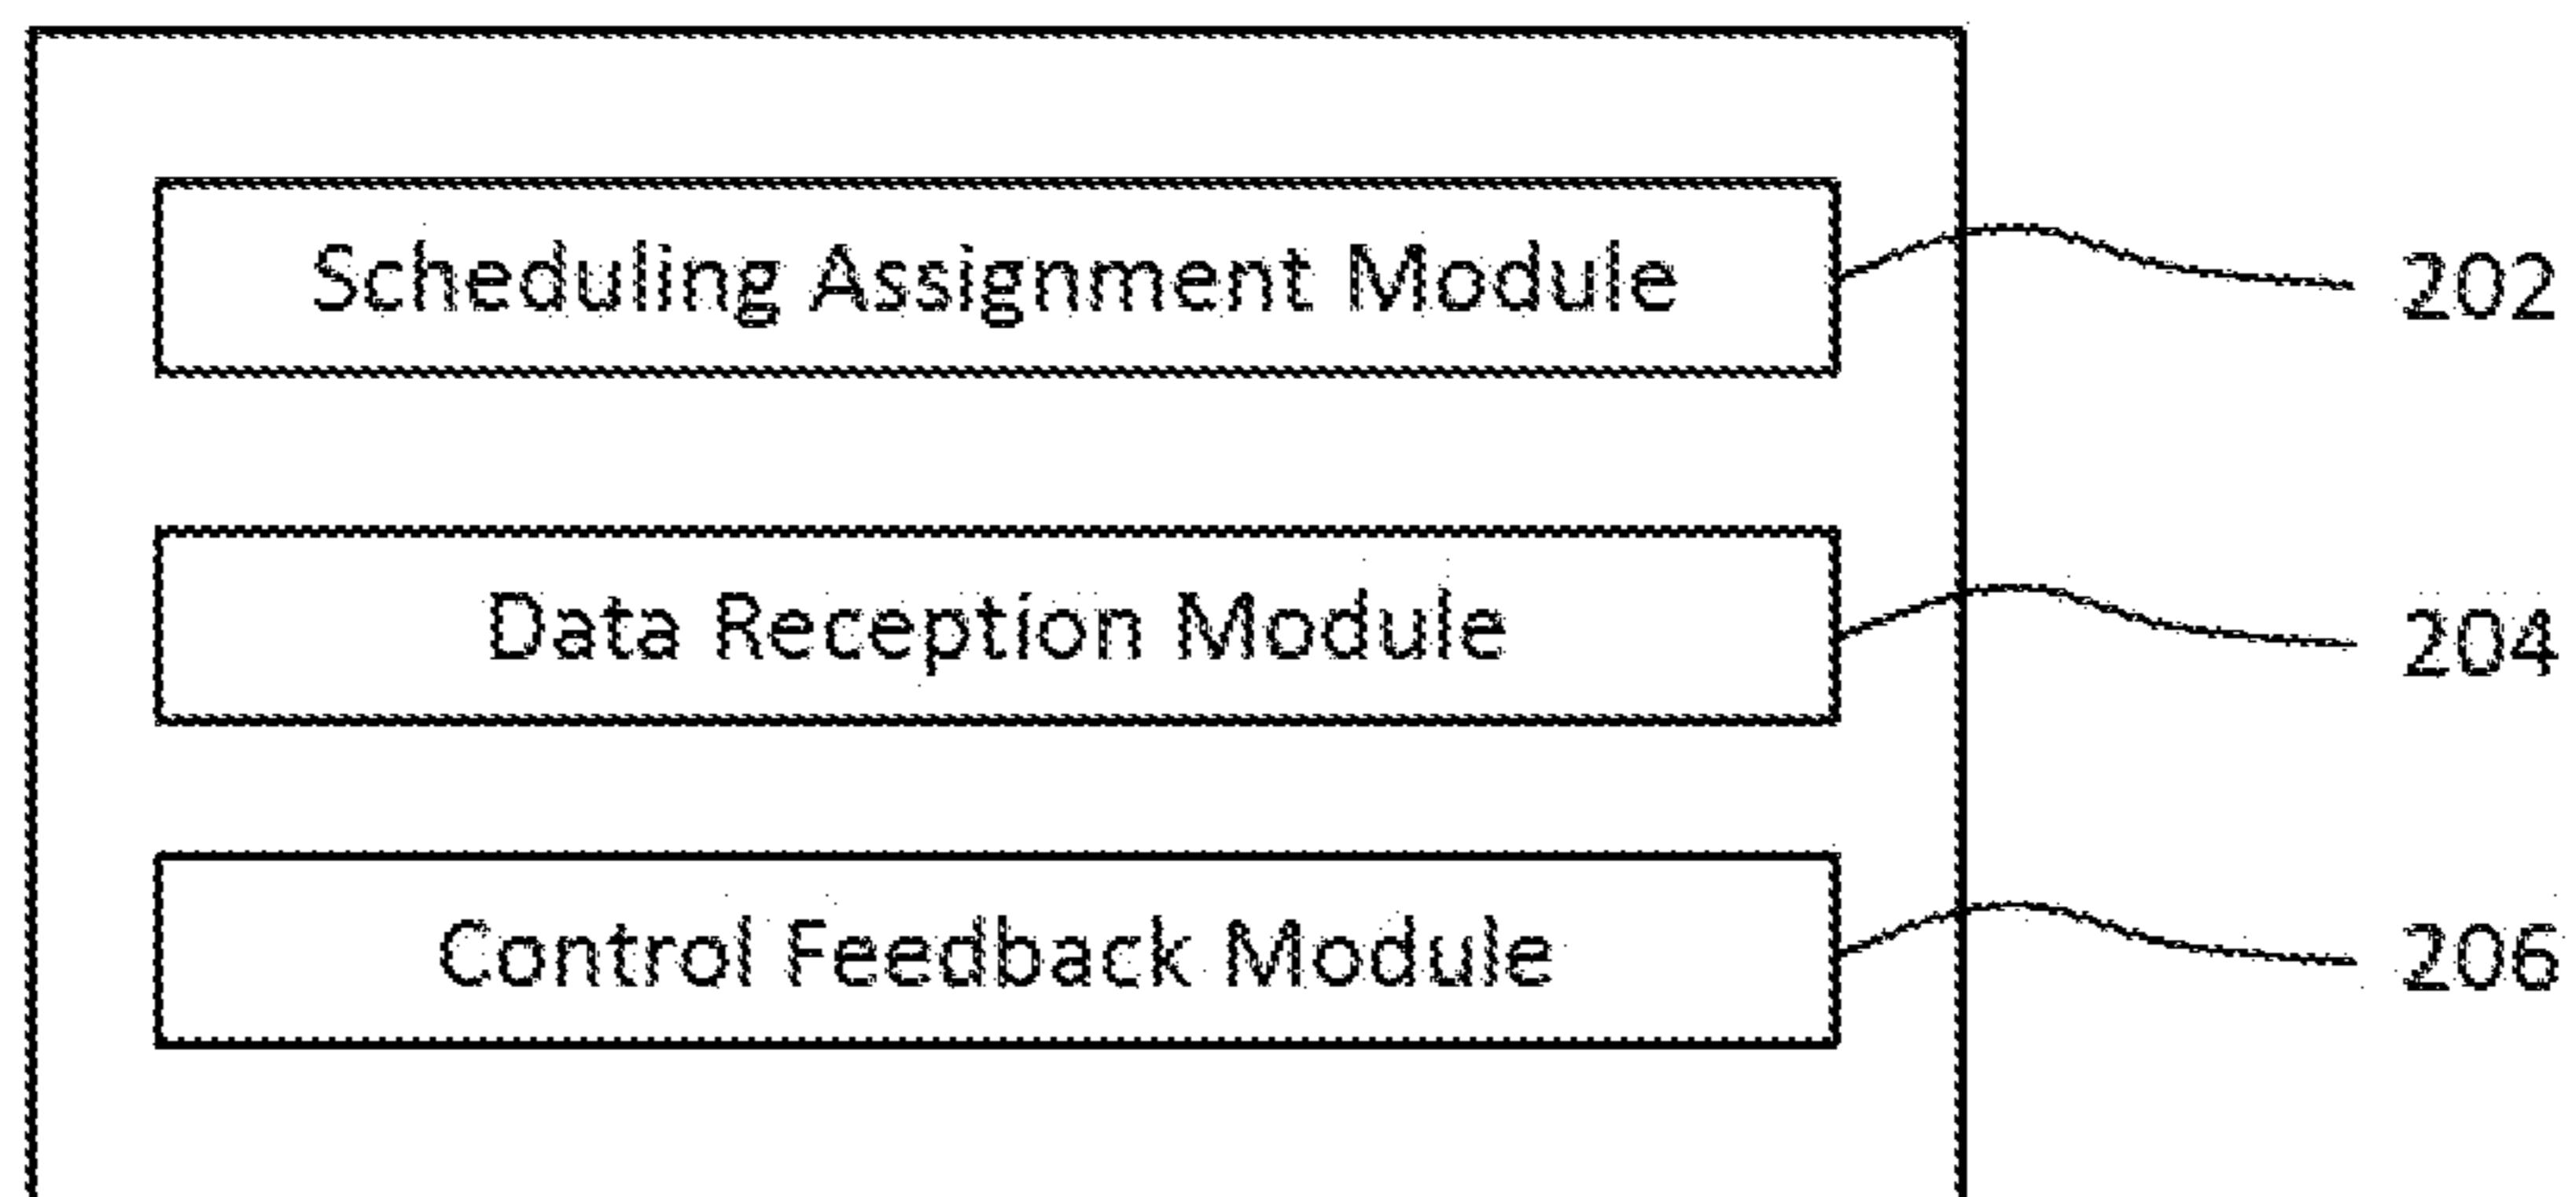 Scheduling Assignment Module 202
Data Reception Module 204
Control Feedback Module 206